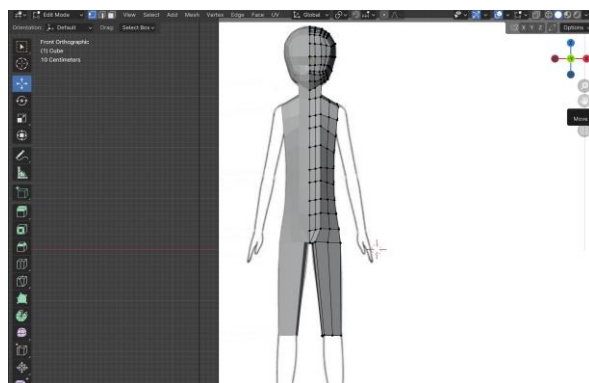 Edit Mode View Select Add Mesh Vertex Edge Face UV Global
Orientation: Default Drag: Select Box Options
Front Orthographic
(1) Cube
10 Centimeters
X Y Z
Move